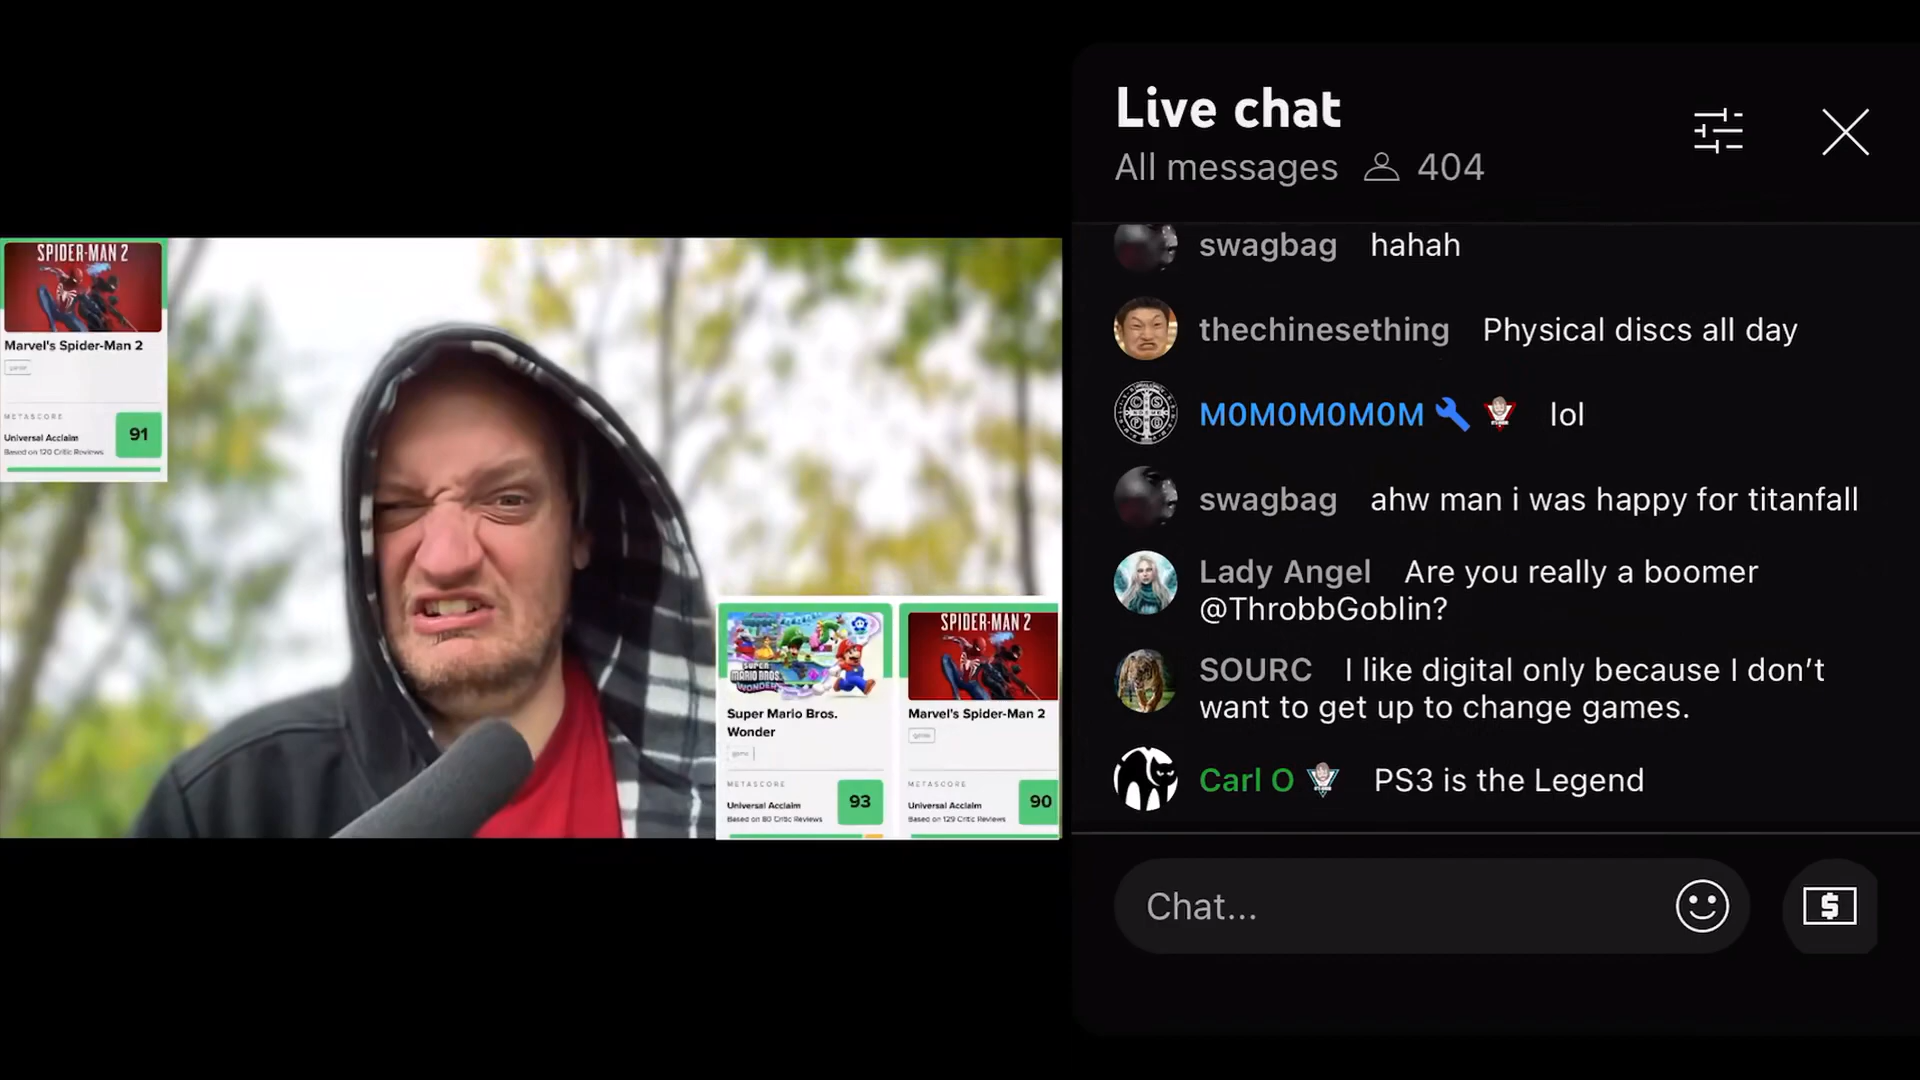 SPIDER-MAN 2
Marvel's Spider-Man 2
game
METASCORE
Universal Acclaim
Based on 120 Critic Reviews
91
SUPER
MARIO BROS.
WONDER
Super Mario Bros.
Wonder
game
METASCORE
Universal Acclaim
Based on 80 Critic Reviews
93
SPIDER-MAN 2
Marvel's Spider-Man 2
game
METASCORE
Universal Acclaim
Based on 129 Critic Reviews
90
Live chat
All messages 404
swagbag hahah
thechinesething Physical discs all day
MOMOMOMOM lol
swagbag ahw man i was happy for titanfall
Lady Angel Are you really a boomer
@ThrobbGoblin?
SOURC I like digital only because I don’t
want to get up to change games.
Carl O PS3 is the Legend
Chat...
$